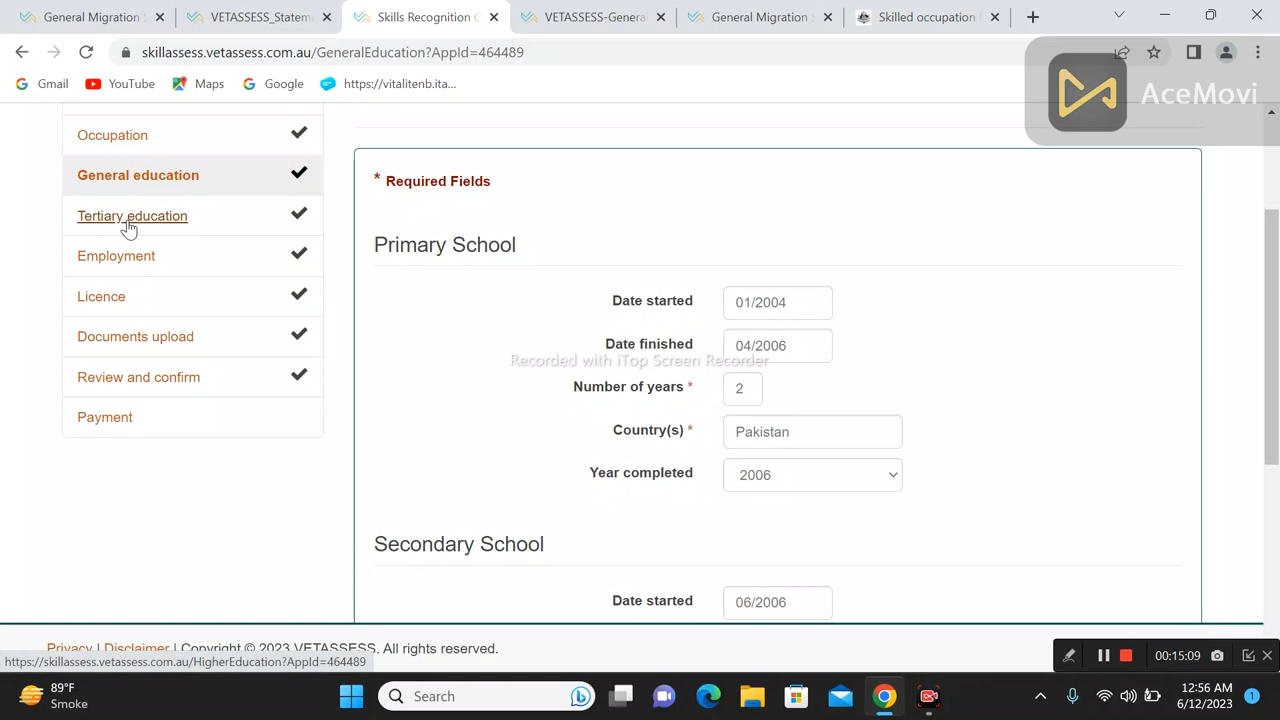 General Migration S
VETASSESS_Statem
Skills Recognition G
VETASSESS-General
General Migration S
Skilled occupation
skillassess.vetassess.com.au/GeneralEducation?AppId=464489
Gmail
YouTube
Maps
Google
https://vitalitenb.ita...
AceMovi
Occupation
General education
Tertiary education
Employment
Licence
Documents upload
Review and confirm
Payment
* Required Fields
Primary School
Date started 01/2004
Date finished 04/2006
Recorded with iTop Screen Recorder
Number of years * 2
Country(s) * Pakistan
Year completed 2006
Secondary School
Date started 06/2006
Privacy | Disclaimer | Copyright © 2023 VETASSESS. All rights reserved.
https://skillassess.vetassess.com.au/HigherEducation?AppId=464489
00:15:09
89°F
Smoke
Search
12:56 AM
6/12/2023
1